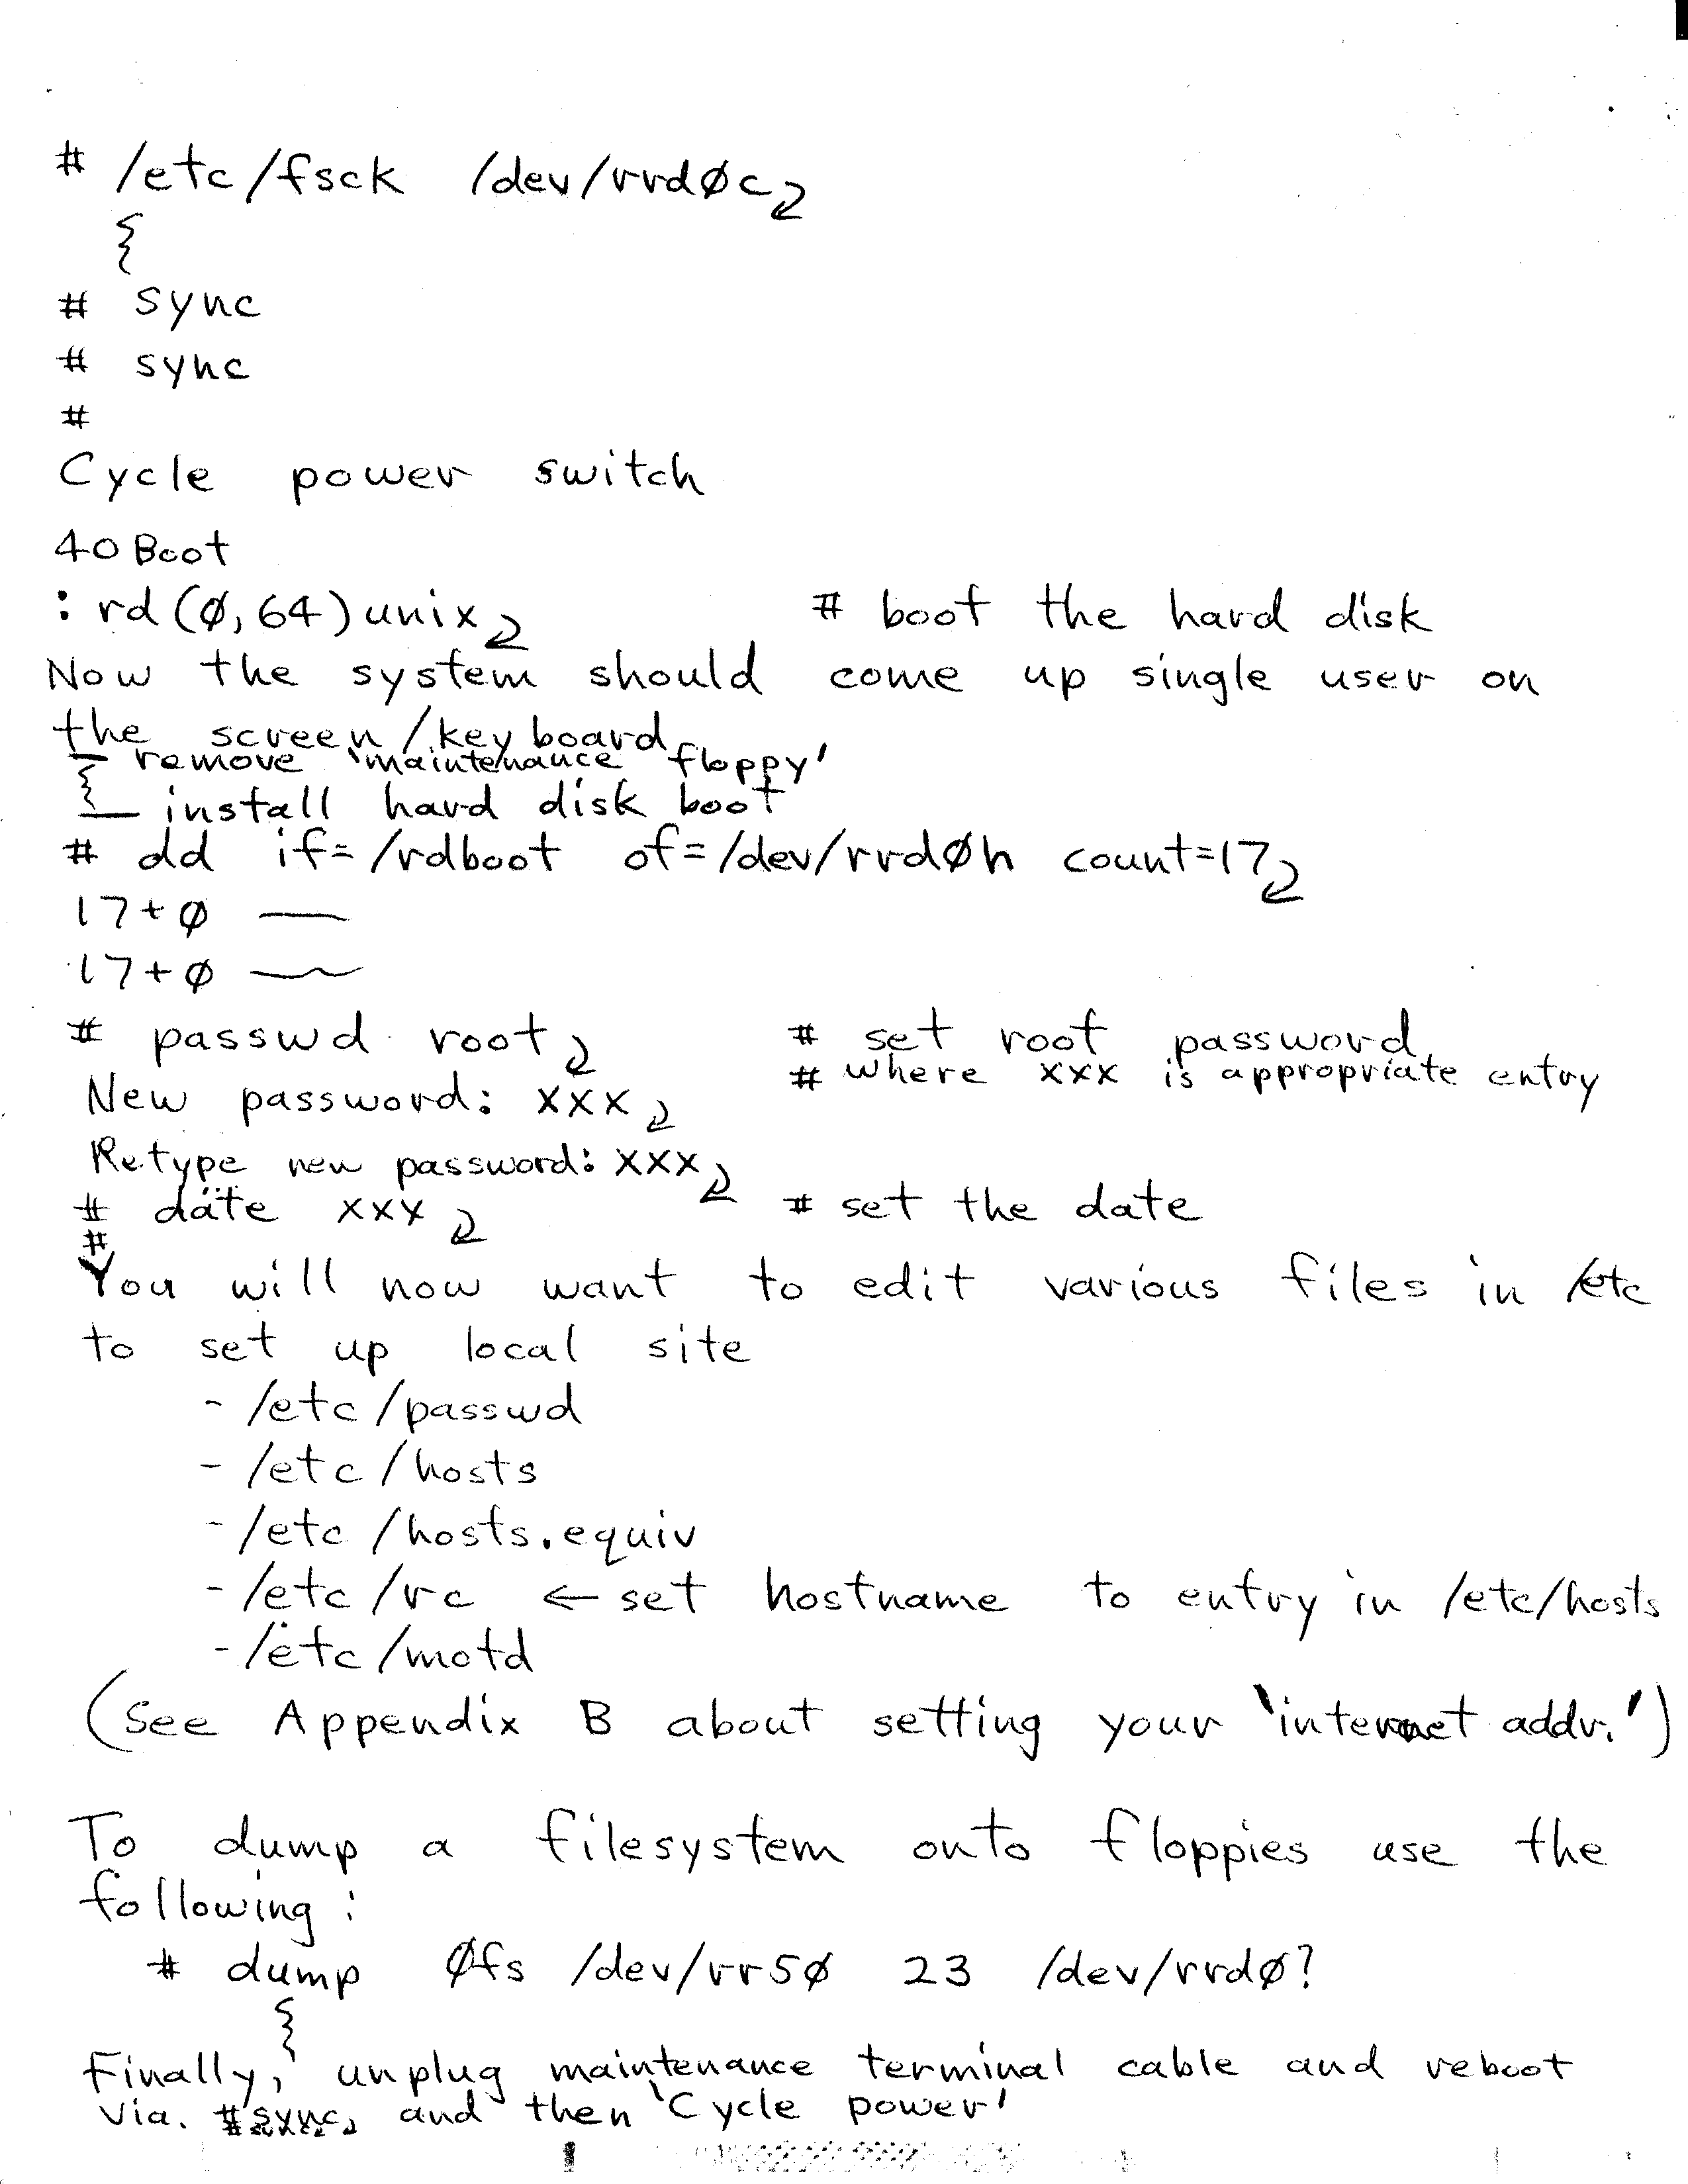 # /etc/fsck /dev/rrdØc
# sync
# sync
#
Cycle power switch
40 Boot
: rd(Ø,64)unix # boot the hard disk
Now the system should come up single user on
the screen/keyboard
- remove 'maintenance floppy'
- install hard disk boot
# dd if=/rdboot of=/dev/rrdØh count=17
17+Ø
17+Ø
# passwd root # set root password
# where xxx is appropriate entry
New password: xxx
Retype new password: xxx
# date xxx # set the date
#
You will now want to edit various files in /etc
to set up local site
- /etc/passwd
- /etc/hosts
- /etc/hosts.equiv
- /etc/rc ← set hostname to entry in /etc/hosts
- /etc/motd
(See Appendix B about setting your 'internet addr.')
To dump a filesystem onto floppies use the
following:
# dump Øfs /dev/rr5Ø 23 /dev/rrdØ?
Finally, unplug maintenance terminal cable and reboot
via. #sync, and then 'Cycle power'